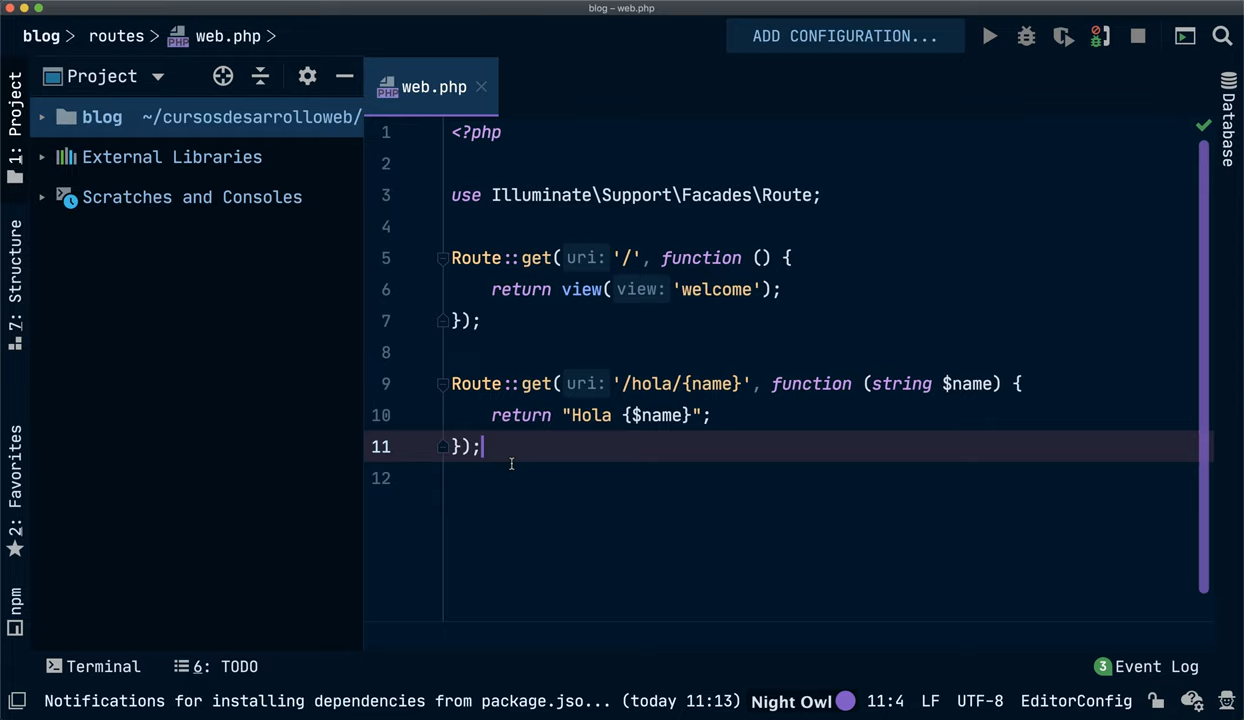 blog – web.php
blog > routes > web.php >
ADD CONFIGURATION...
Project
web.php
1: Project
7: Structure
2: Favorites
npm
Database
blog ~/cursosdesarrolloweb/
External Libraries
Scratches and Consoles
1 <?php
2
3 use Illuminate\Support\Facades\Route;
4
5 Route::get( uri: '/', function () {
6 return view( view: 'welcome');
7 });
8
9 Route::get( uri: '/hola/{name}', function (string $name) {
10 return "Hola {$name}";
11 });
12
Terminal 6: TODO 3 Event Log
Notifications for installing dependencies from package.jso... (today 11:13) Night Owl 11:4 LF UTF-8 EditorConfig